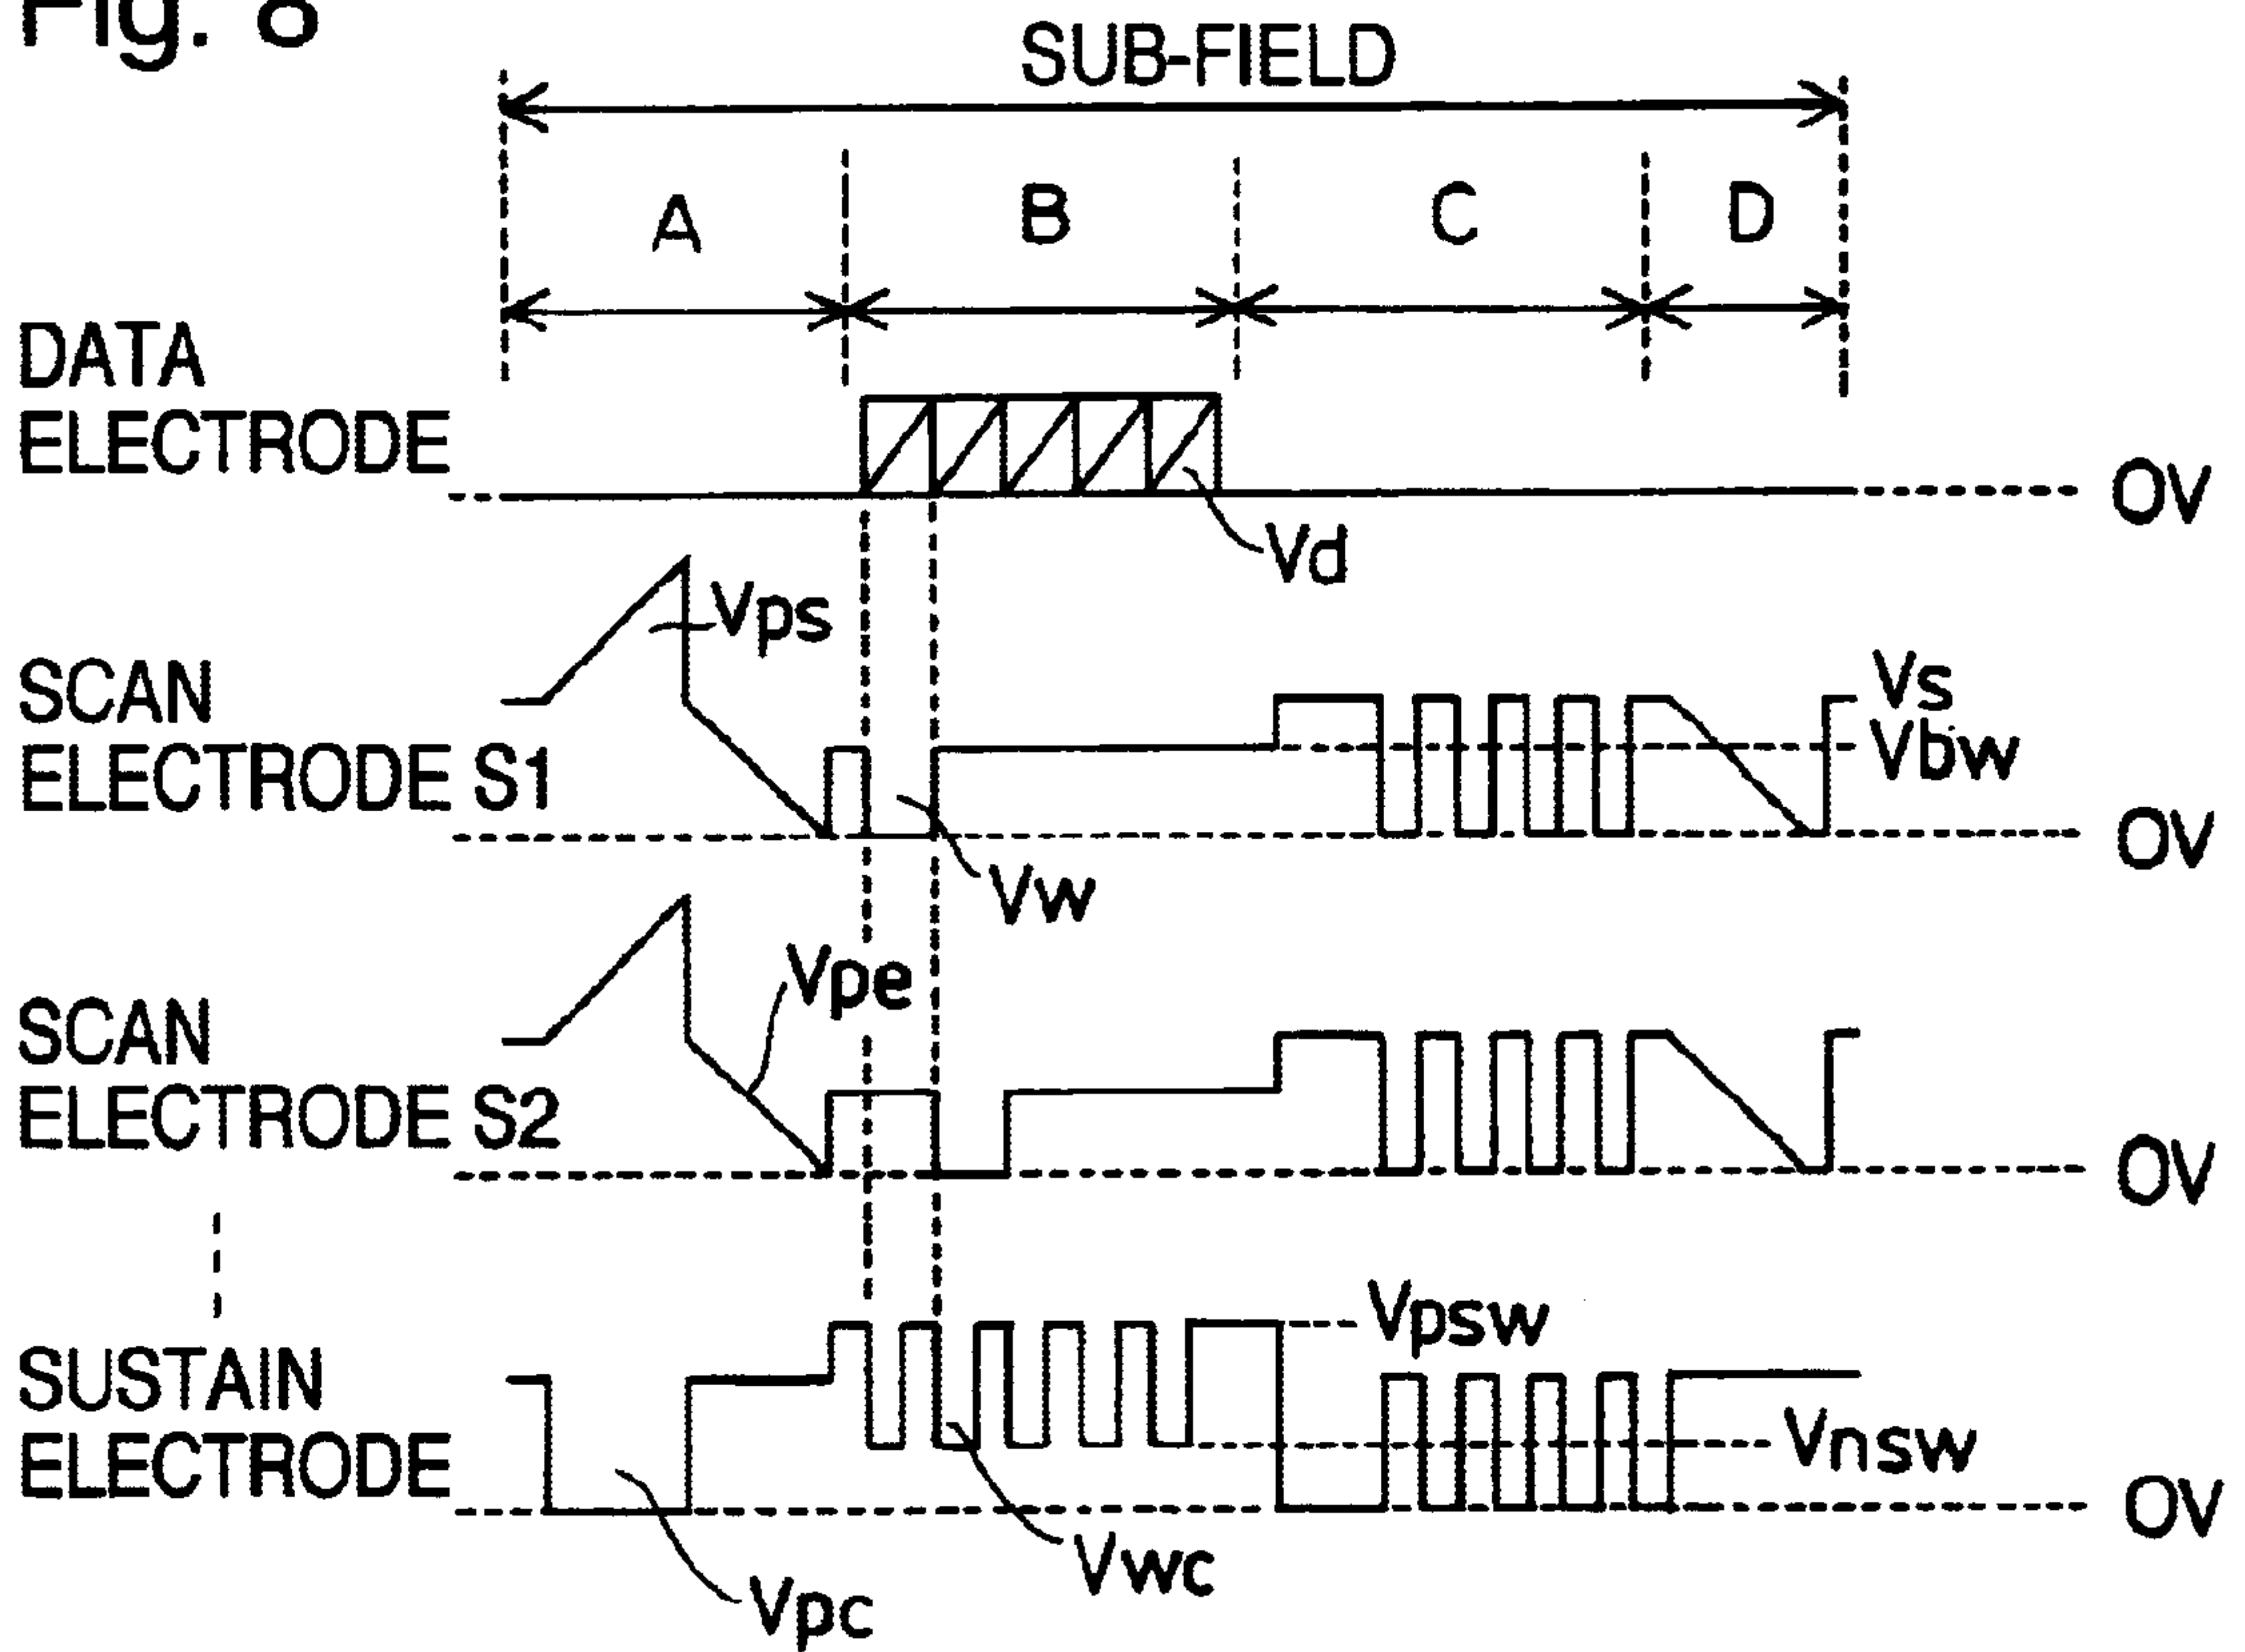 Fig. 8
SUB-FIELD
A B C D
DATA
ELECTRODE
0V
Vd
Vps
SCAN
ELECTRODE S1
Vs
Vbw
0V
Vw
Vpe
SCAN
ELECTRODE S2
0V
Vpsw
SUSTAIN
ELECTRODE
Vnsw
0V
Vwc
Vpc